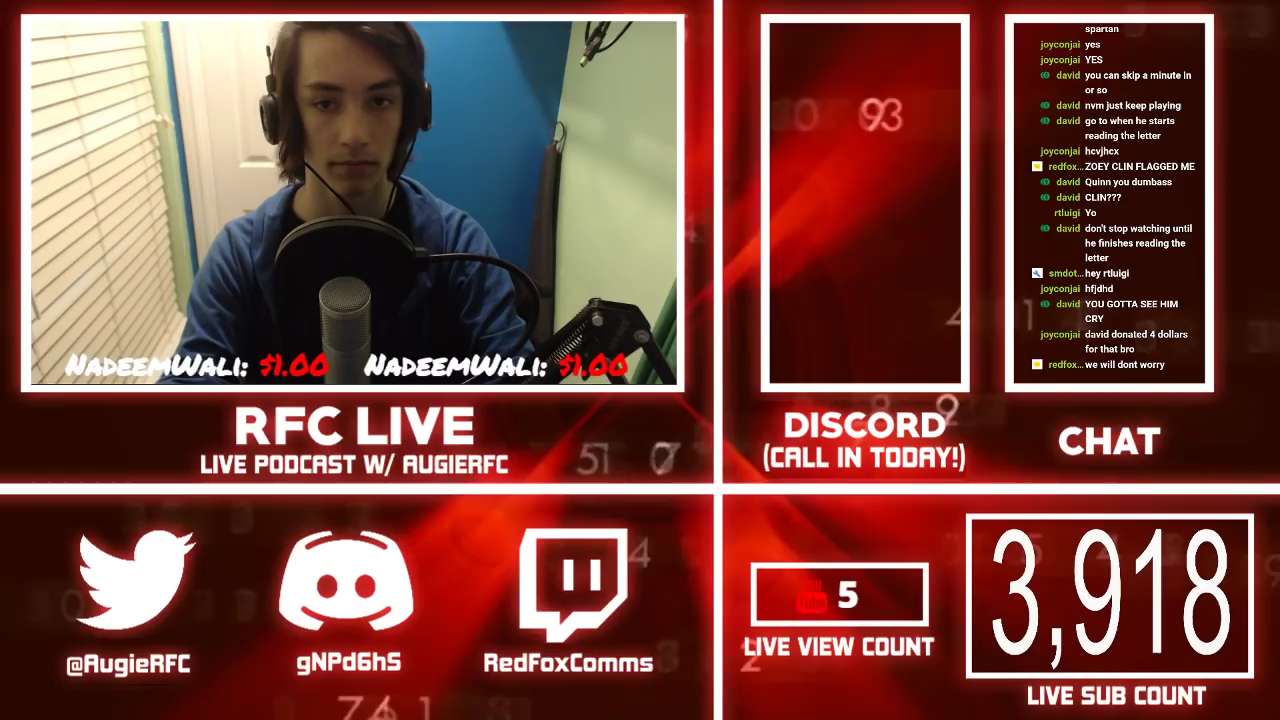 NadeemWali: $1.00 NadeemWali: $1.00
RFC LIVE
LIVE PODCAST W/ AUGIERFC
93
DISCORD
(CALL IN TODAY!)
spartan
joyconjai yes
joyconjai YES
david you can skip a minute in
or so
david nvm just keep playing
david go to when he starts
reading the letter
joyconjai hcvjhcx
redfox... ZOEY CLIN FLAGGED ME
david Quinn you dumbass
david CLIN???
rtluigi Yo
david don't stop watching until
he finishes reading the
letter
smdot... hey rtluigi
joyconjai hfjdhd
david YOU GOTTA SEE HIM
CRY
joyconjai david donated 4 dollars
for that bro
redfox... we will dont worry
CHAT
@AugieRFC
gNPd6hS
RedFoxComms
5
LIVE VIEW COUNT
3,918
LIVE SUB COUNT